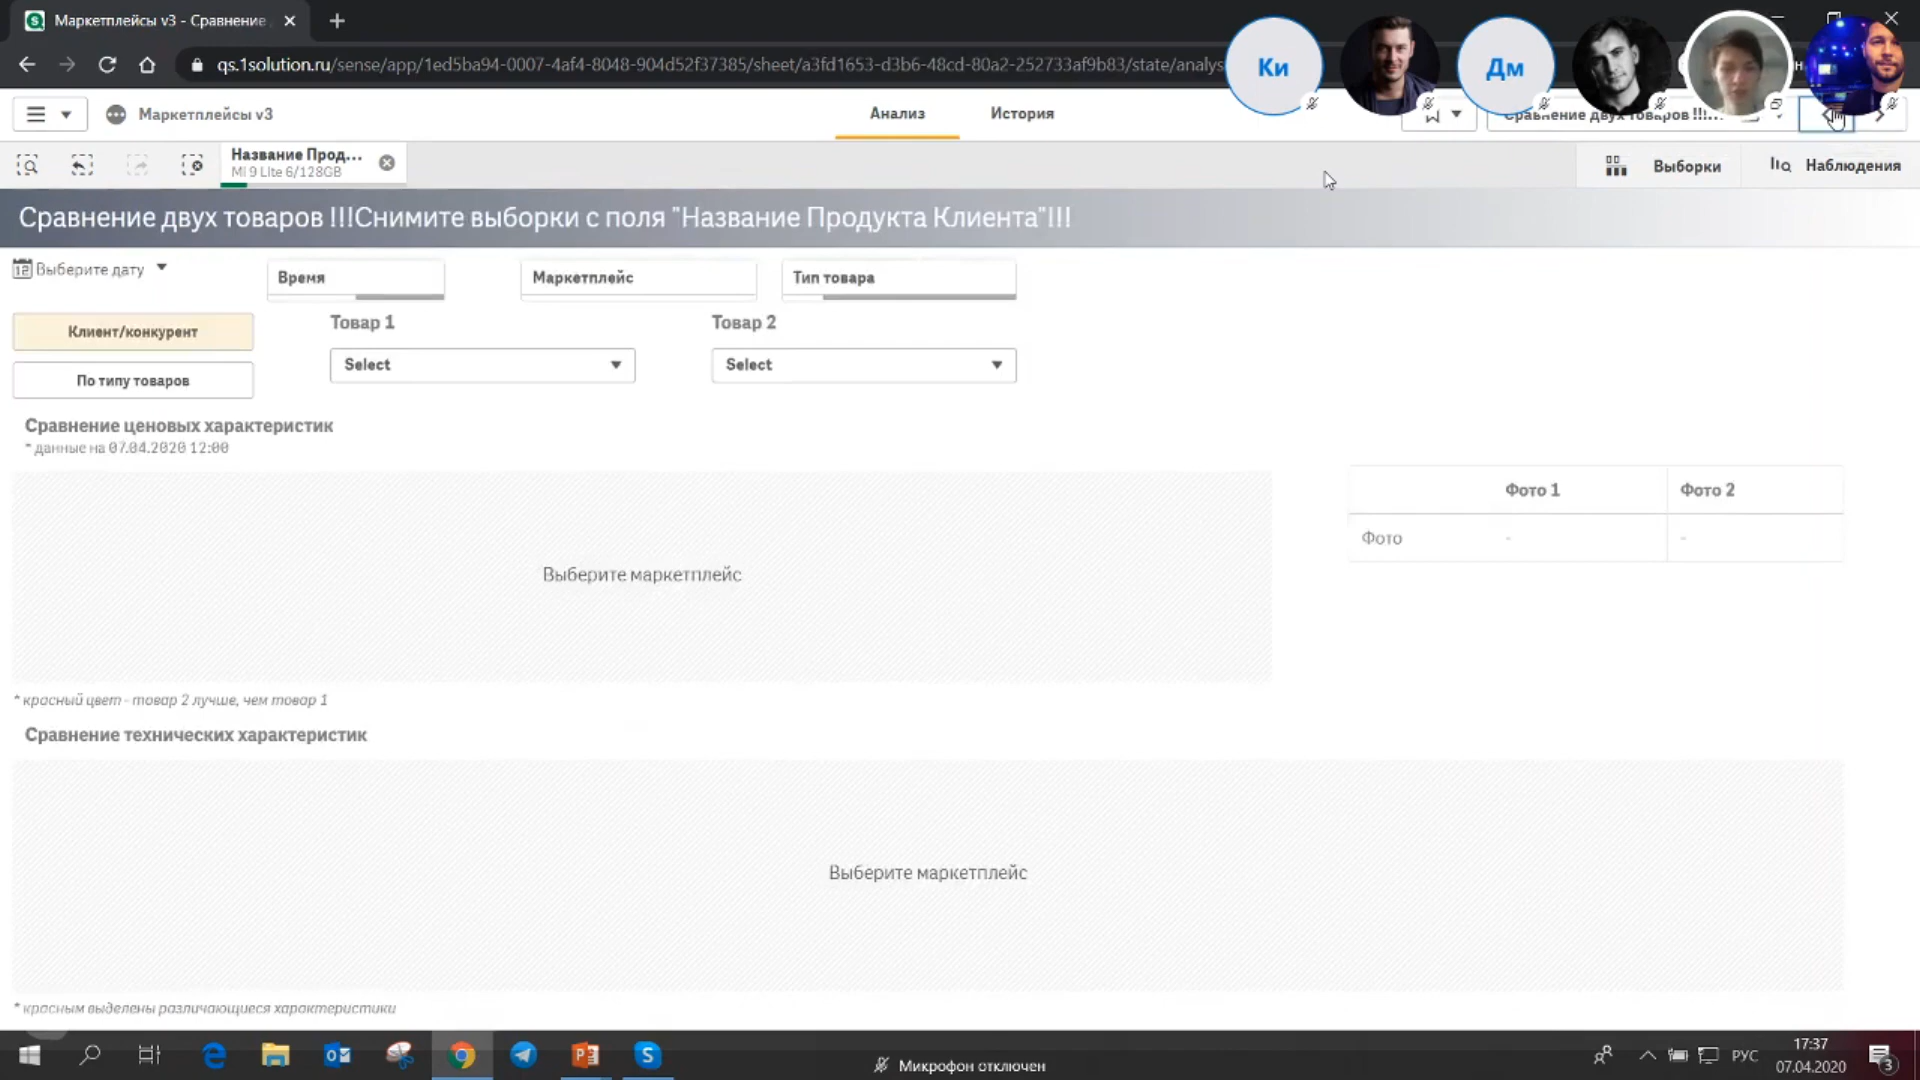 Маркетплейсы v3 - Сравнение
qs.1solution.ru/sense/app/1ed5ba94-0007-4af4-8048-904d52f37385/sheet/a3fd1653-d3b6-48cd-80a2-252733af9b83/state/analys
Ки
Дм
Маркетплейсы v3
Анализ
История
Сравнение двух товаров !!!...
Название Прод...
MI 9 Lite 6/128GB
Выборки
Наблюдения
Сравнение двух товаров !!!Снимите выборки с поля "Название Продукта Клиента"!!!
12 Выберите дату
Время
Маркетплейс
Тип товара
Клиент/конкурент
По типу товаров
Товар 1
Товар 2
Select
Select
Сравнение ценовых характеристик
* данные на 07.04.2020 12:00
Выберите маркетплейс
Фото 1
Фото 2
Фото - -
* красный цвет - товар 2 лучше, чем товар 1
Сравнение технических характеристик
Выберите маркетплейс
* красным выделены различающиеся характеристики
Микрофон отключен
РУС
17:37
07.04.2020
3